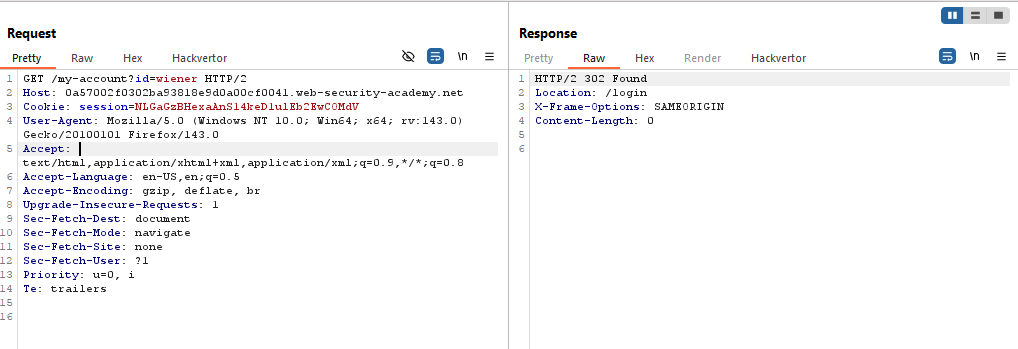 Request
Pretty Raw Hex Hackvertor \n
1 GET /my-account?id=wiener HTTP/2
2 Host: 0a57002f0302ba93818e9d0a00cf0041.web-security-academy.net
3 Cookie: session=NLGaGzBHexaAnSl4keDlulEb2EwCOMdV
4 User-Agent: Mozilla/5.0 (Windows NT 10.0; Win64; x64; rv:143.0)
Gecko/20100101 Firefox/143.0
5 Accept:
text/html,application/xhtml+xml,application/xml;q=0.9,*/*;q=0.8
6 Accept-Language: en-US,en;q=0.5
7 Accept-Encoding: gzip, deflate, br
8 Upgrade-Insecure-Requests: 1
9 Sec-Fetch-Dest: document
10 Sec-Fetch-Mode: navigate
11 Sec-Fetch-Site: none
12 Sec-Fetch-User: ?1
13 Priority: u=0, i
14 Te: trailers
15
16
Response
Pretty Raw Hex Render Hackvertor \n
1 HTTP/2 302 Found
2 Location: /login
3 X-Frame-Options: SAMEORIGIN
4 Content-Length: 0
5
6